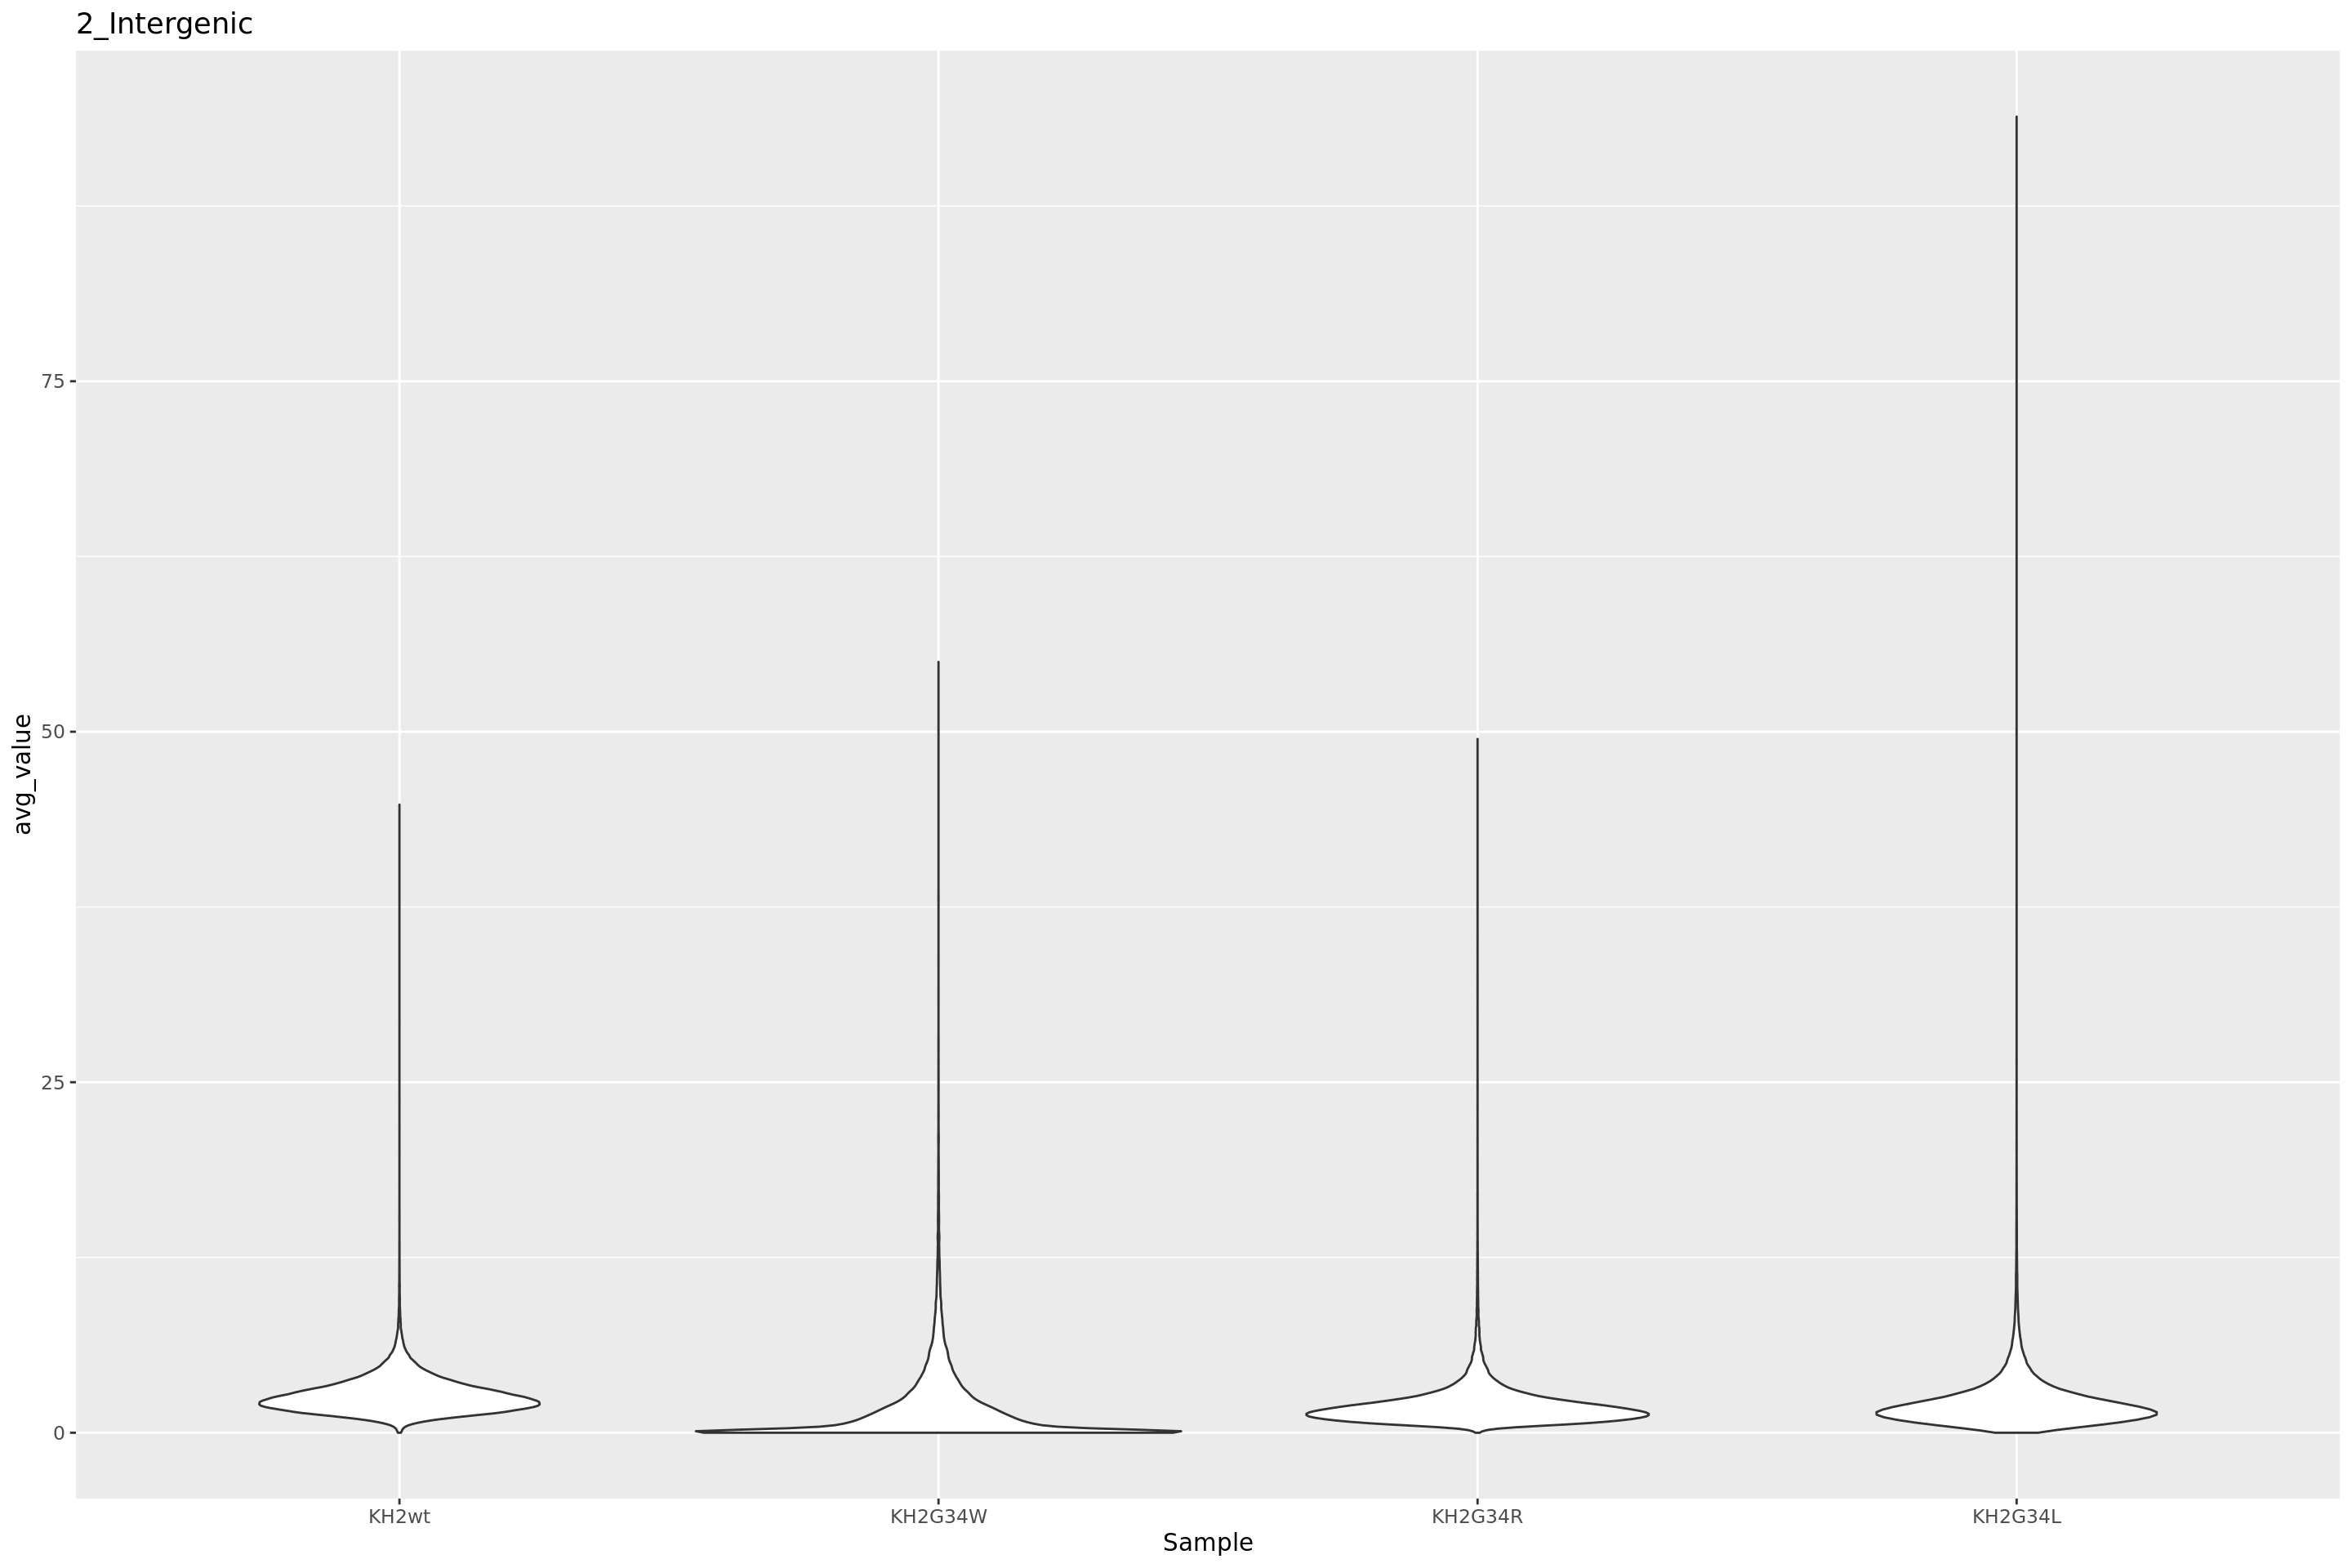 2_Intergenic
avg_value
75
50
25
0
KH2wt
KH2G34W
KH2G34R
KH2G34L
Sample